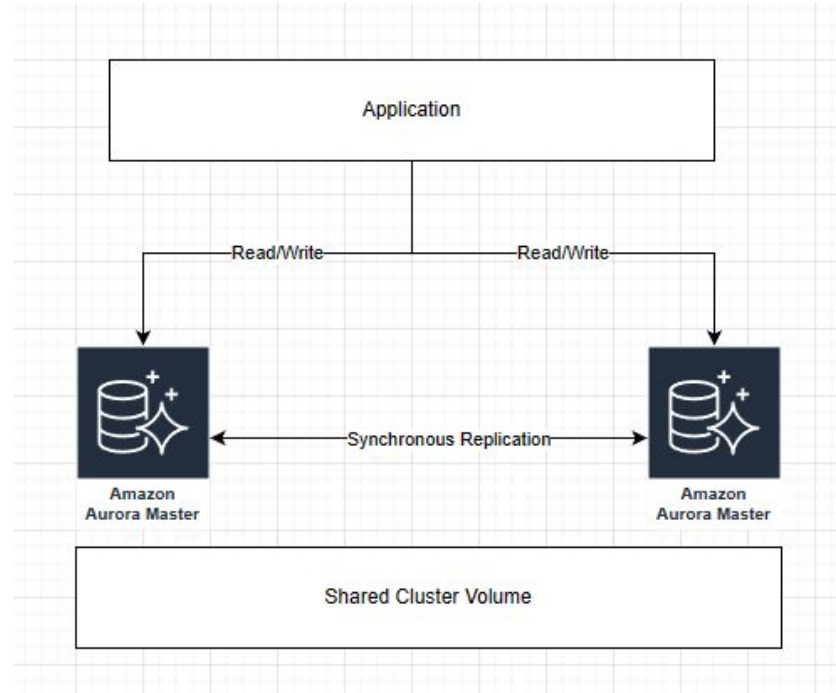 Application
Read/Write
Read/Write
Synchronous Replication
Amazon
Aurora Master
Amazon
Aurora Master
Shared Cluster Volume